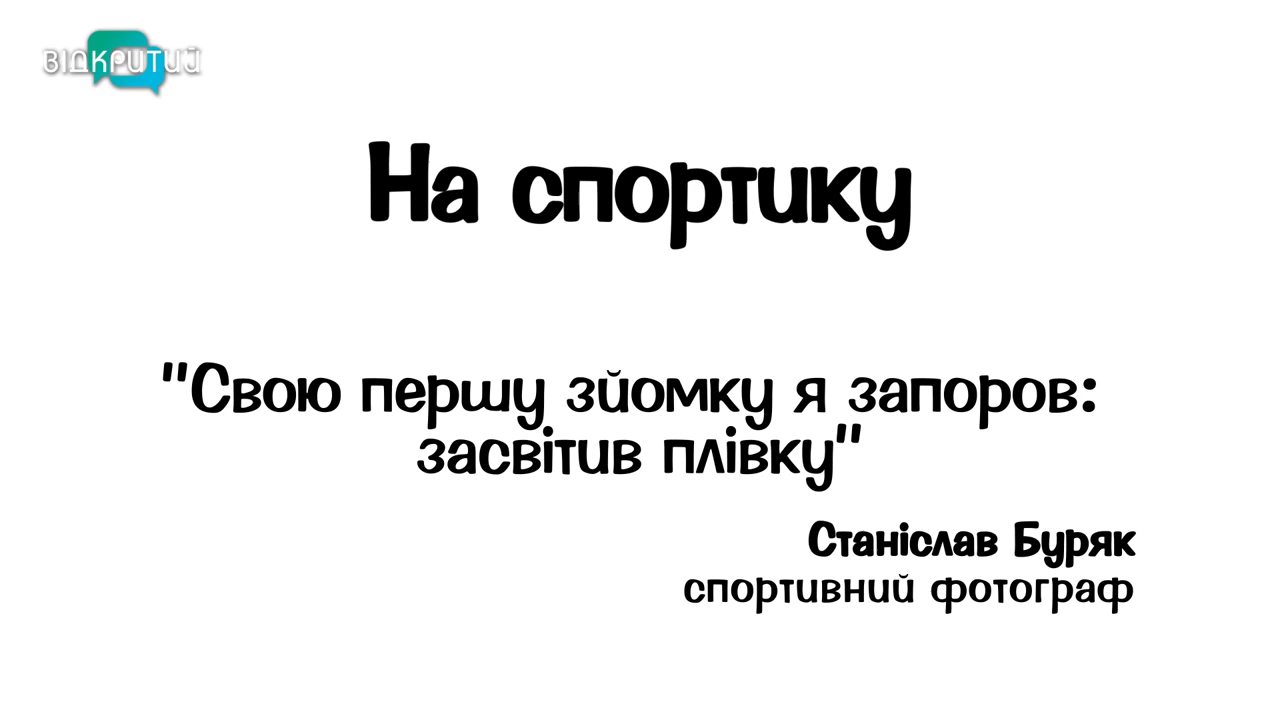 ВІДКРИТИЙ
На спортику
"Свою першу зйомку я запоров:
засвітив плівку"
Станіслав Буряк
спортивний фотограф